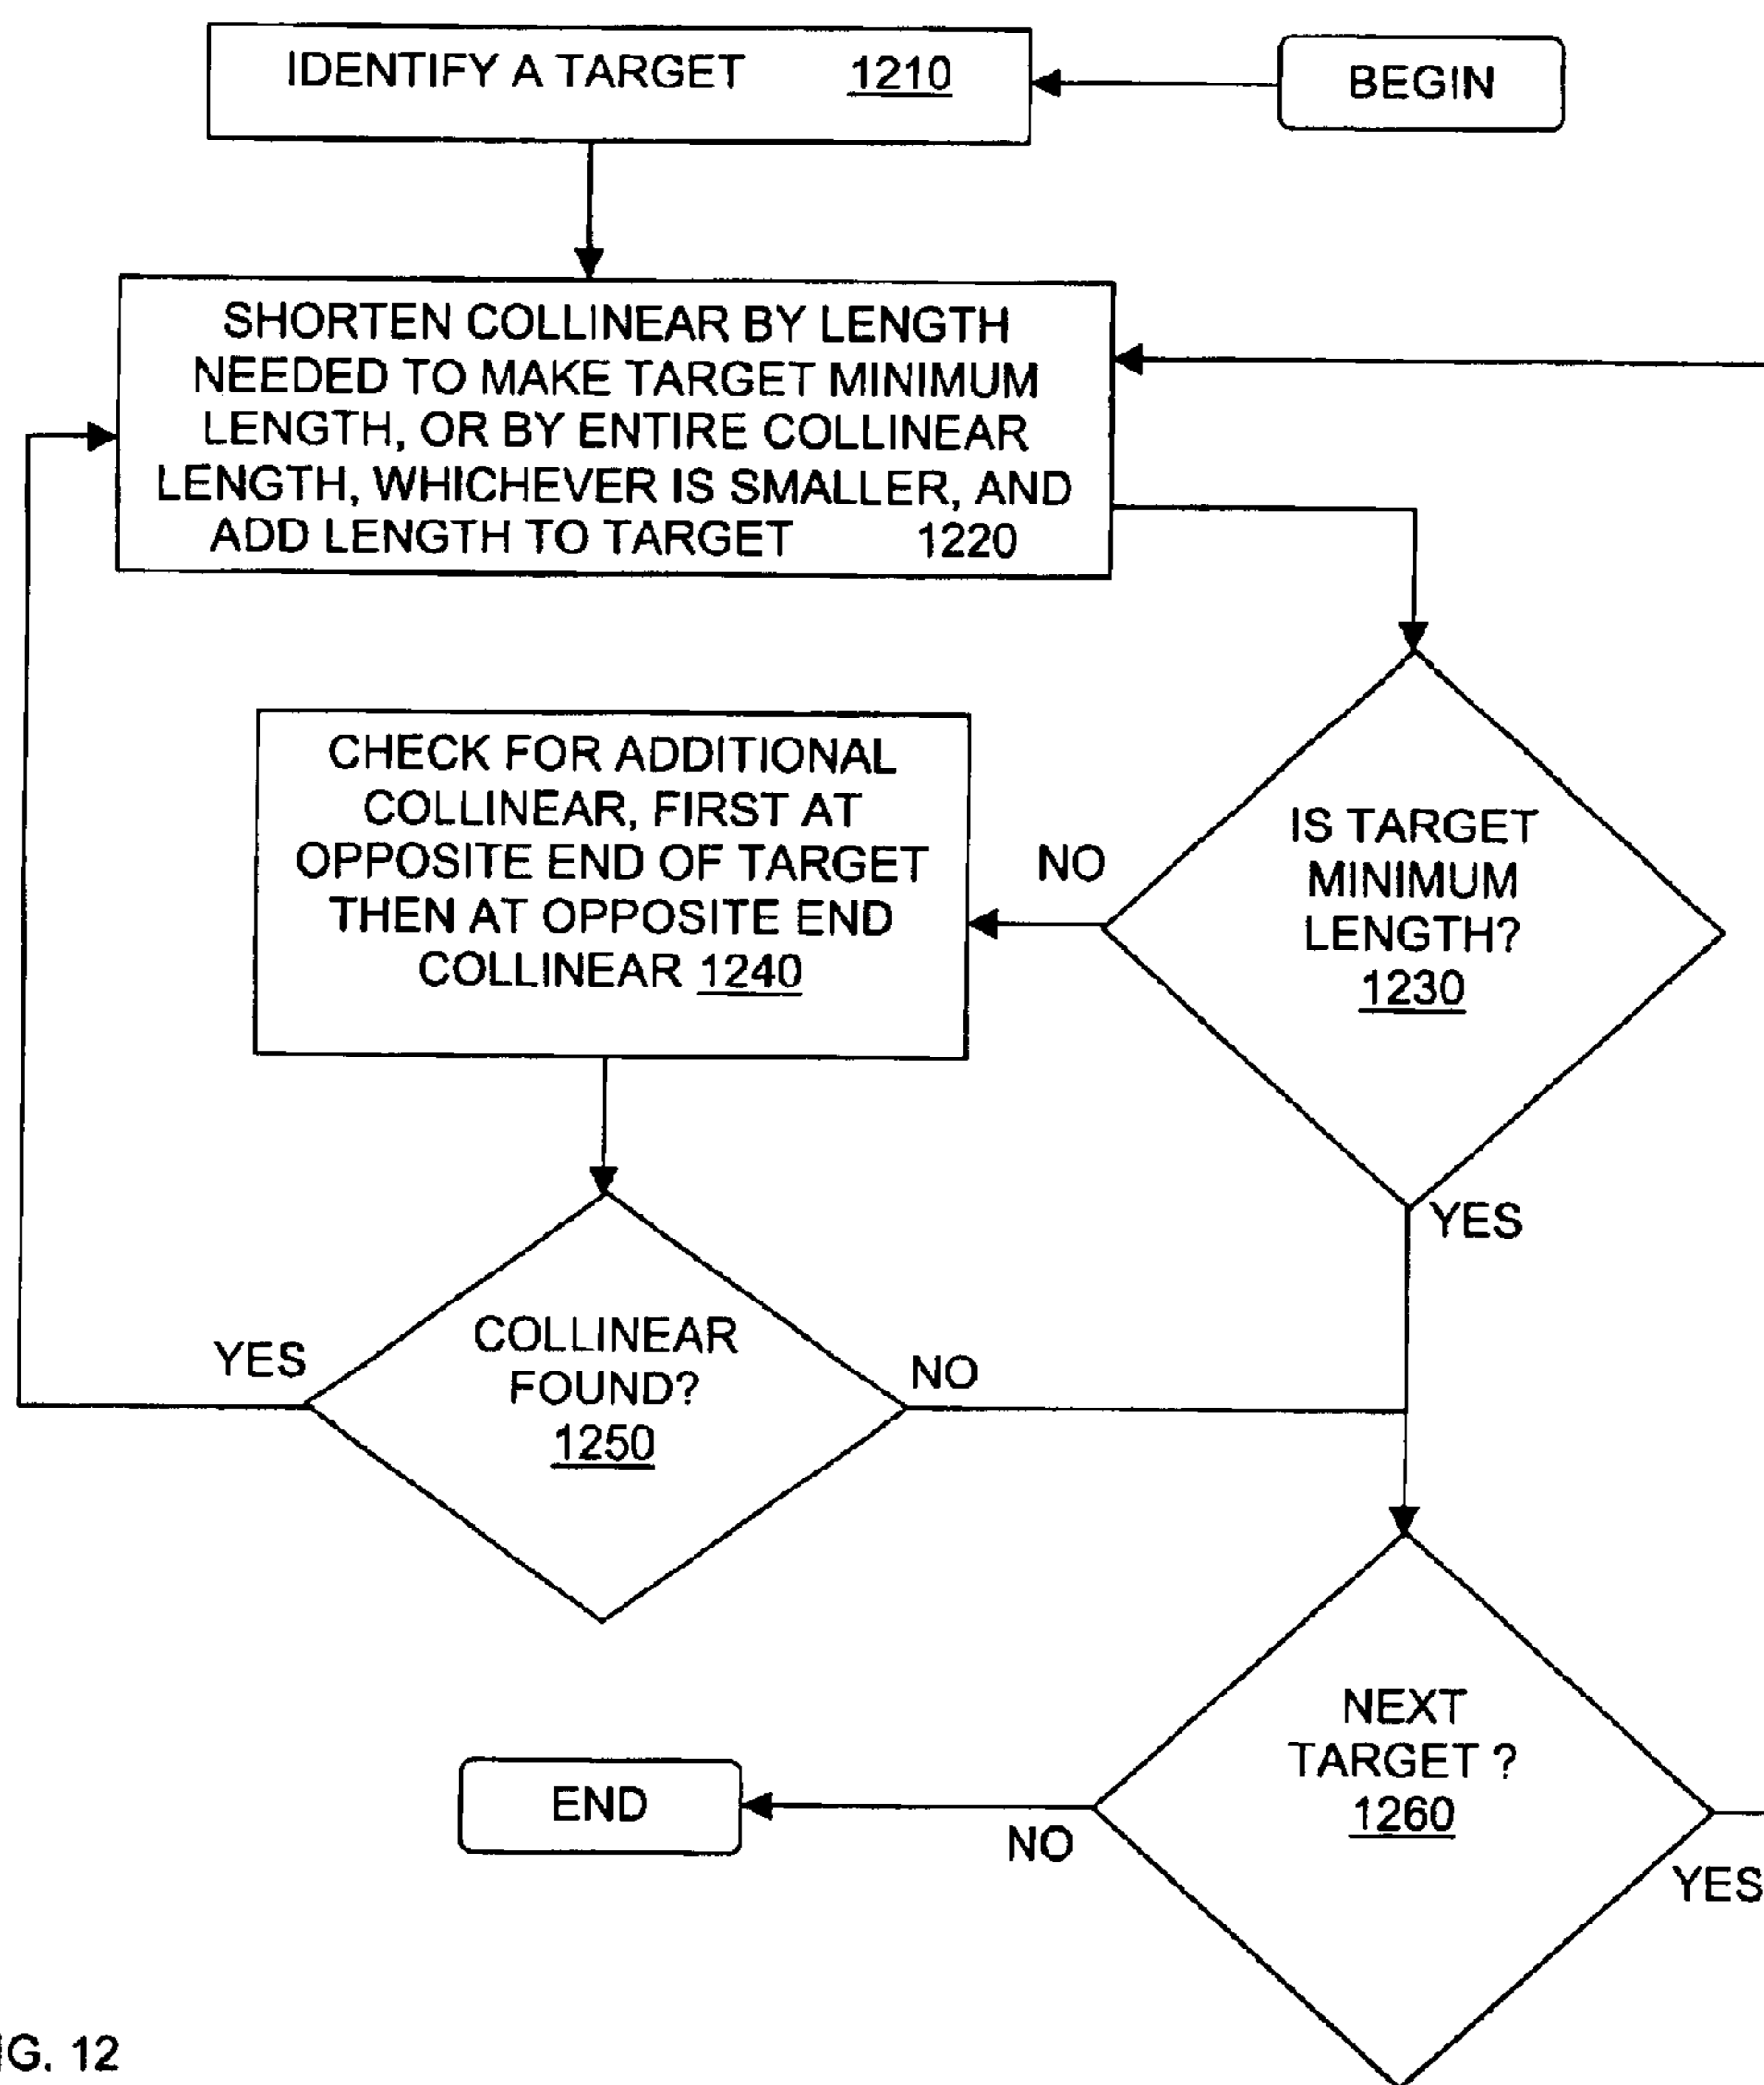 BEGIN
IDENTIFY A TARGET 1210
SHORTEN COLLINEAR BY LENGTH
NEEDED TO MAKE TARGET MINIMUM
LENGTH, OR BY ENTIRE COLLINEAR
LENGTH, WHICHEVER IS SMALLER, AND
ADD LENGTH TO TARGET 1220
IS TARGET
MINIMUM
LENGTH?
1230
NO
YES
CHECK FOR ADDITIONAL
COLLINEAR, FIRST AT
OPPOSITE END OF TARGET
THEN AT OPPOSITE END
COLLINEAR 1240
COLLINEAR
FOUND?
1250
YES
NO
NEXT
TARGET ?
1260
NO
YES
END
IG. 12